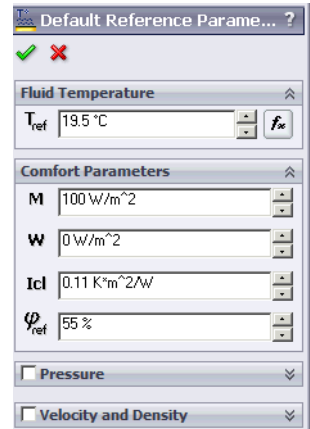 Default Reference Parame... ?
Fluid Temperature
Tref 19.5 °C
Comfort Parameters
M 100 W/m^2
W 0 W/m^2
Icl 0.11 K*m^2/W
φref 55 %
Pressure
Velocity and Density